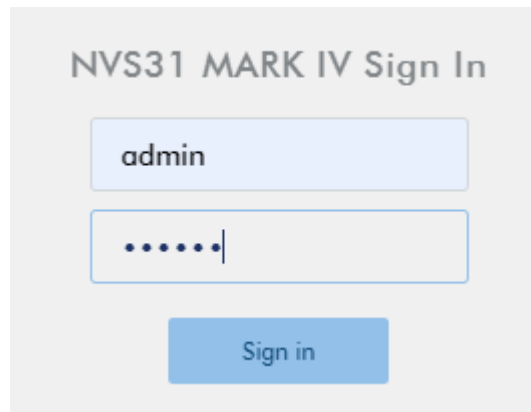 NVS31 MARK IV Sign In
admin
••••••
Sign in